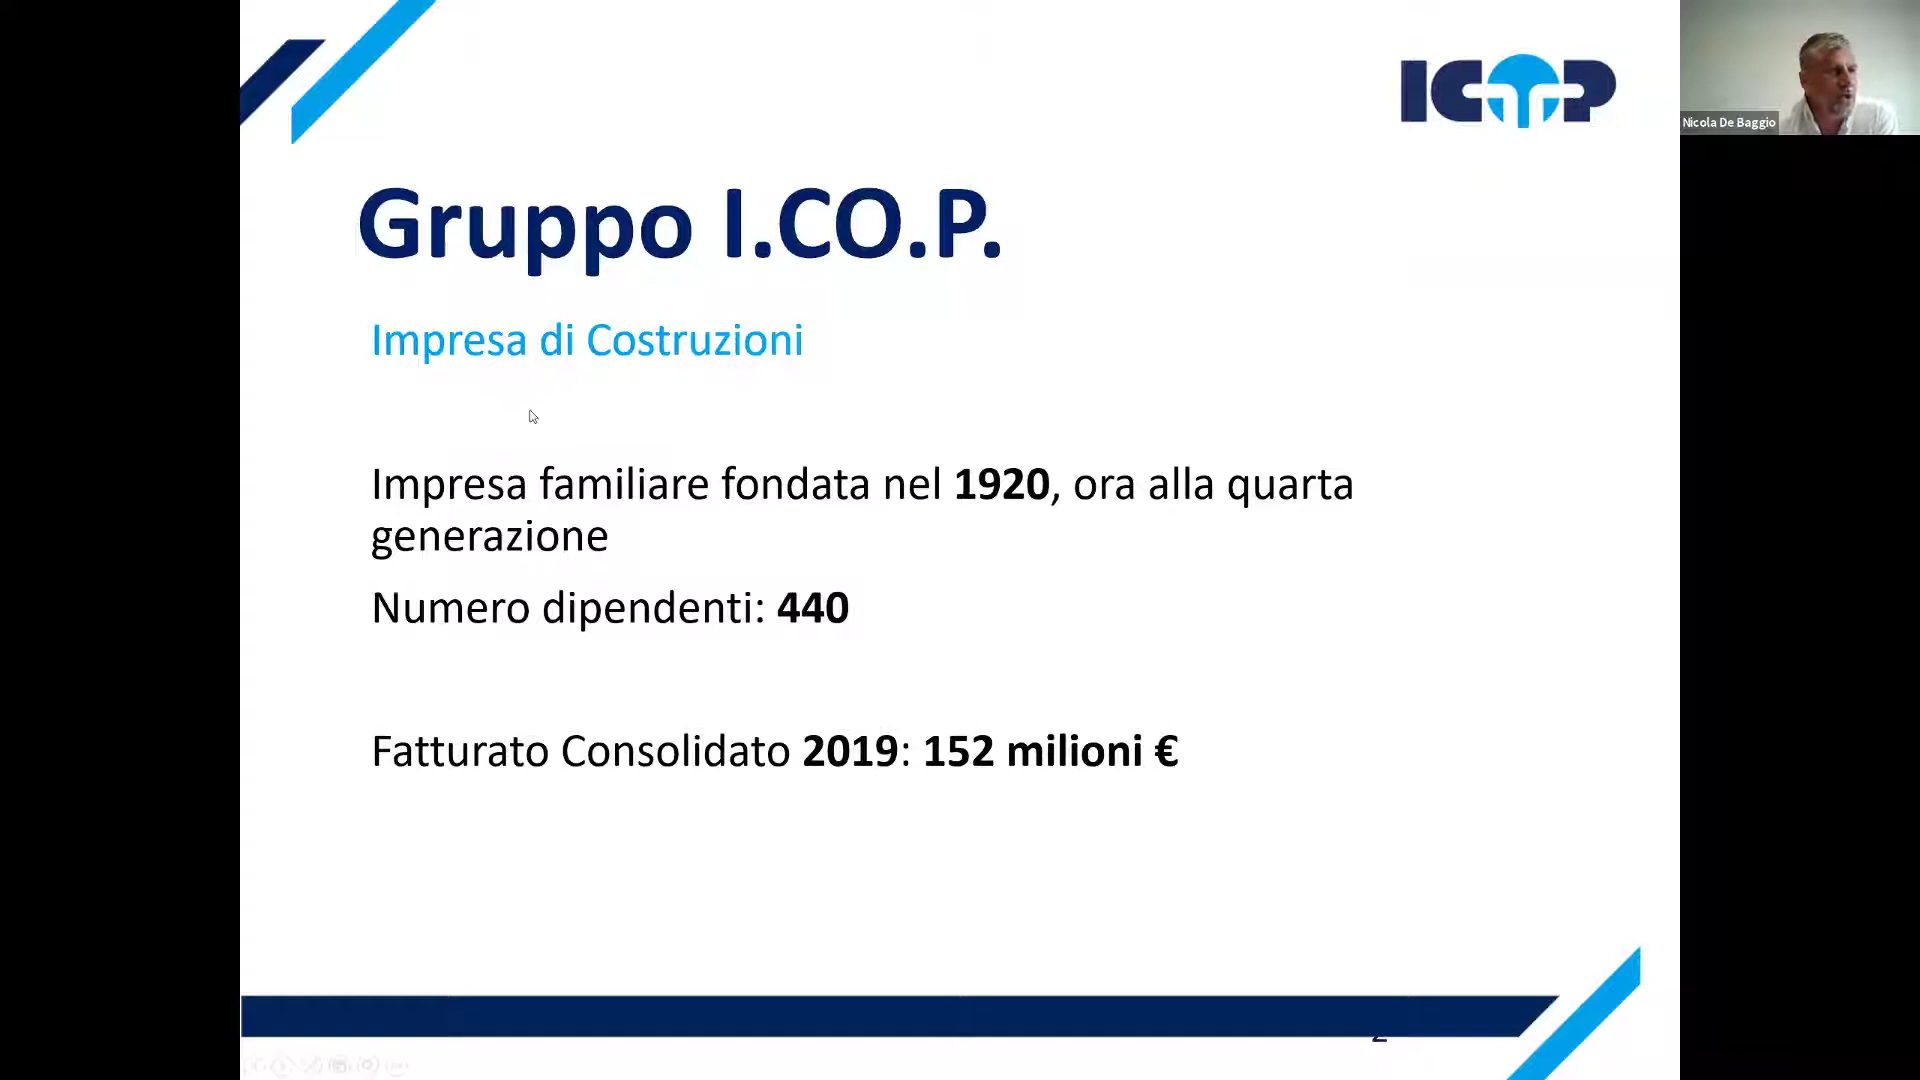 ICOP
Nicola De Baggio
Gruppo I.CO.P.
Impresa di Costruzioni
Impresa familiare fondata nel 1920, ora alla quarta
generazione
Numero dipendenti: 440
Fatturato Consolidato 2019: 152 milioni €
2